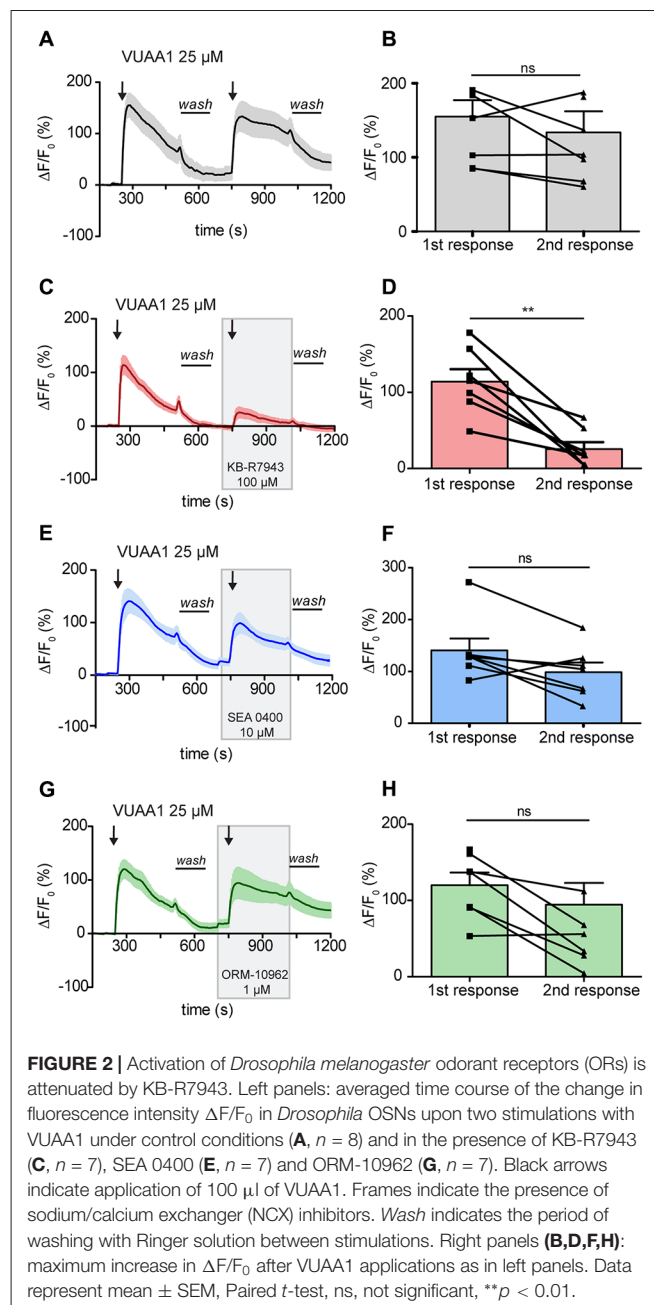 A
VUAA1 25 µM
wash
wash
200
100
0
-100
ΔF/F0 (%)
300
600
900
1200
time (s)
B
ns
200
100
0
ΔF/F0 (%)
1st response
2nd response
C
VUAA1 25 µM
wash
wash
200
100
0
-100
ΔF/F0 (%)
300
600
900
1200
KB-R7943
100 µM
time (s)
D
**
200
100
0
ΔF/F0 (%)
1st response
2nd response
E
VUAA1 25 µM
wash
wash
200
100
0
-100
ΔF/F0 (%)
300
600
900
1200
SEA 0400
10 µM
time (s)
F
ns
300
200
100
0
ΔF/F0 (%)
1st response
2nd response
G
VUAA1 25 µM
wash
wash
200
100
0
-100
ΔF/F0 (%)
300
600
900
1200
ORM-10962
1 µM
time (s)
H
ns
200
100
0
ΔF/F0 (%)
1st response
2nd response
FIGURE 2 | Activation of Drosophila melanogaster odorant receptors (ORs) is
attenuated by KB-R7943. Left panels: averaged time course of the change in
fluorescence intensity ΔF/F0 in Drosophila OSNs upon two stimulations with
VUAA1 under control conditions (A, n = 8) and in the presence of KB-R7943
(C, n = 7), SEA 0400 (E, n = 7) and ORM-10962 (G, n = 7). Black arrows
indicate application of 100 µl of VUAA1. Frames indicate the presence of
sodium/calcium exchanger (NCX) inhibitors. Wash indicates the period of
washing with Ringer solution between stimulations. Right panels (B,D,F,H):
maximum increase in ΔF/F0 after VUAA1 applications as in left panels. Data
represent mean ± SEM, Paired t-test, ns, not significant, **p < 0.01.